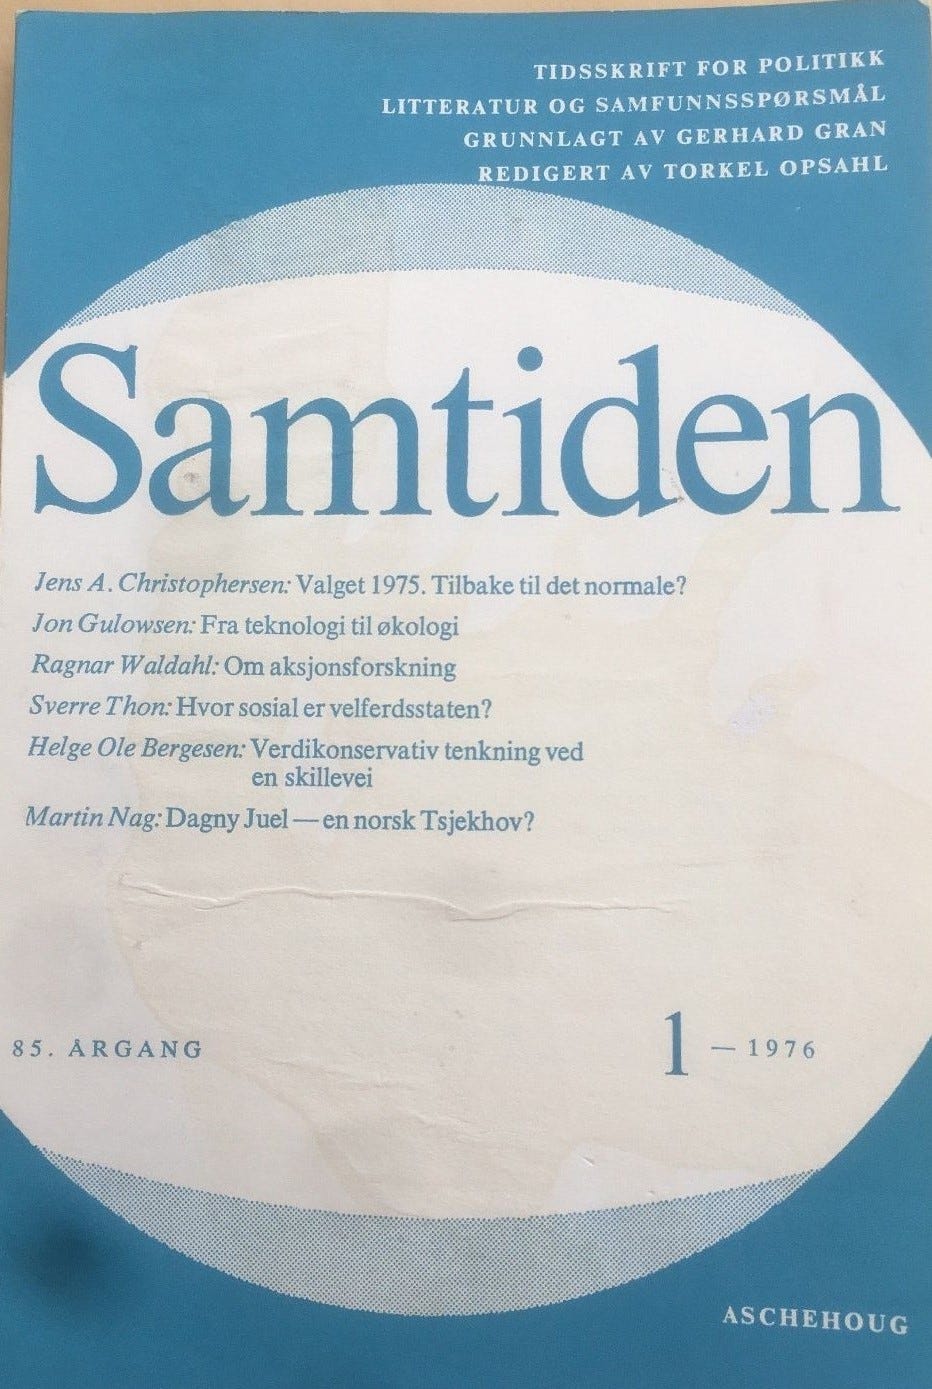 TIDSSKRIFT FOR POLITIKK
LITTERATUR OG SAMFUNNSSPØRSMÅL
GRUNNLAGT AV GERHARD GRAN
REDIGERT AV TORKEL OPSAHL
Samtiden
Jens A. Christophersen: Valget 1975. Tilbake til det normale?
Jon Gulowsen: Fra teknologi til økologi
Ragnar Waldahl: Om aksjonsforskning
Sverre Thon: Hvor sosial er velferdsstaten?
Helge Ole Bergesen: Verdikonservativ tenkning ved
en skillevei
Martin Nag: Dagny Juel — en norsk Tsjekhov?
85. ÅRGANG
1 — 1976
ASCHEHOUG